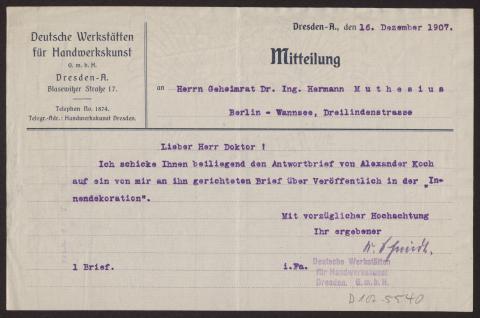 Deutsche Werkstätten
für Handwerkskunst
G. m. b. H.
Dresden-A.
Blasewitzer Straße 17.
Telephon No. 1874.
Telegr.-Adr.: Handwerkskunst Dresden.
Dresden-A., den 16. Dezember 1907.
Mitteilung
an Herrn Geheimrat Dr. Ing. Hermann Muthesius
Berlin - Wannsee, Dreilindenstrasse
Lieber Herr Doktor !
Ich schicke Ihnen beiliegend den Antwortbrief von Alexander Koch
auf ein von mir an ihn gerichteten Brief über Veröffentlich in der „In-
nendekoration".
Mit vorzüglicher Hochachtung
Ihr ergebener
K. Schmidt.
1 Brief.
i.Fa. Deutsche Werkstätten
für Handwerkskunst
Dresden. G. m. b. H.
D 102-5540